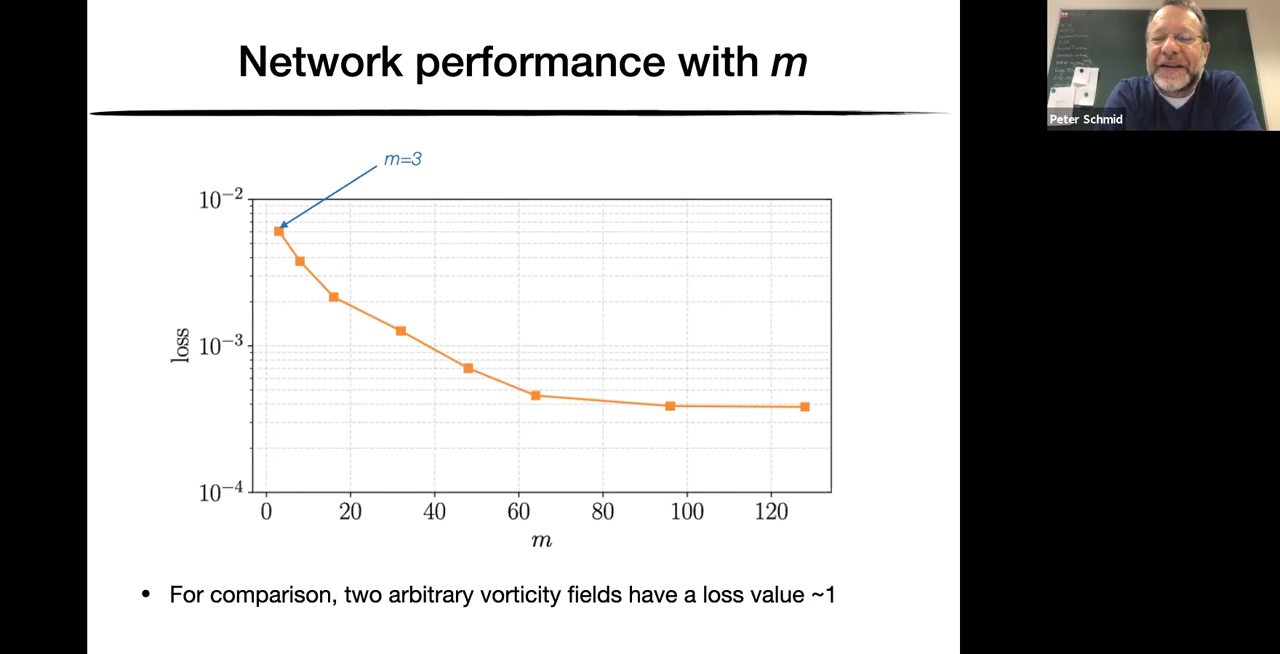 Network performance with m
Peter Schmid
m=3
10−2
10−3
10−4
loss
0 20 40 60 80 100 120
m
• For comparison, two arbitrary vorticity fields have a loss value ~1